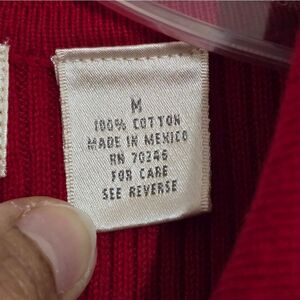 M
100% COTTON
MADE IN MEXICO
RN 70246
FOR CARE
SEE REVERSE